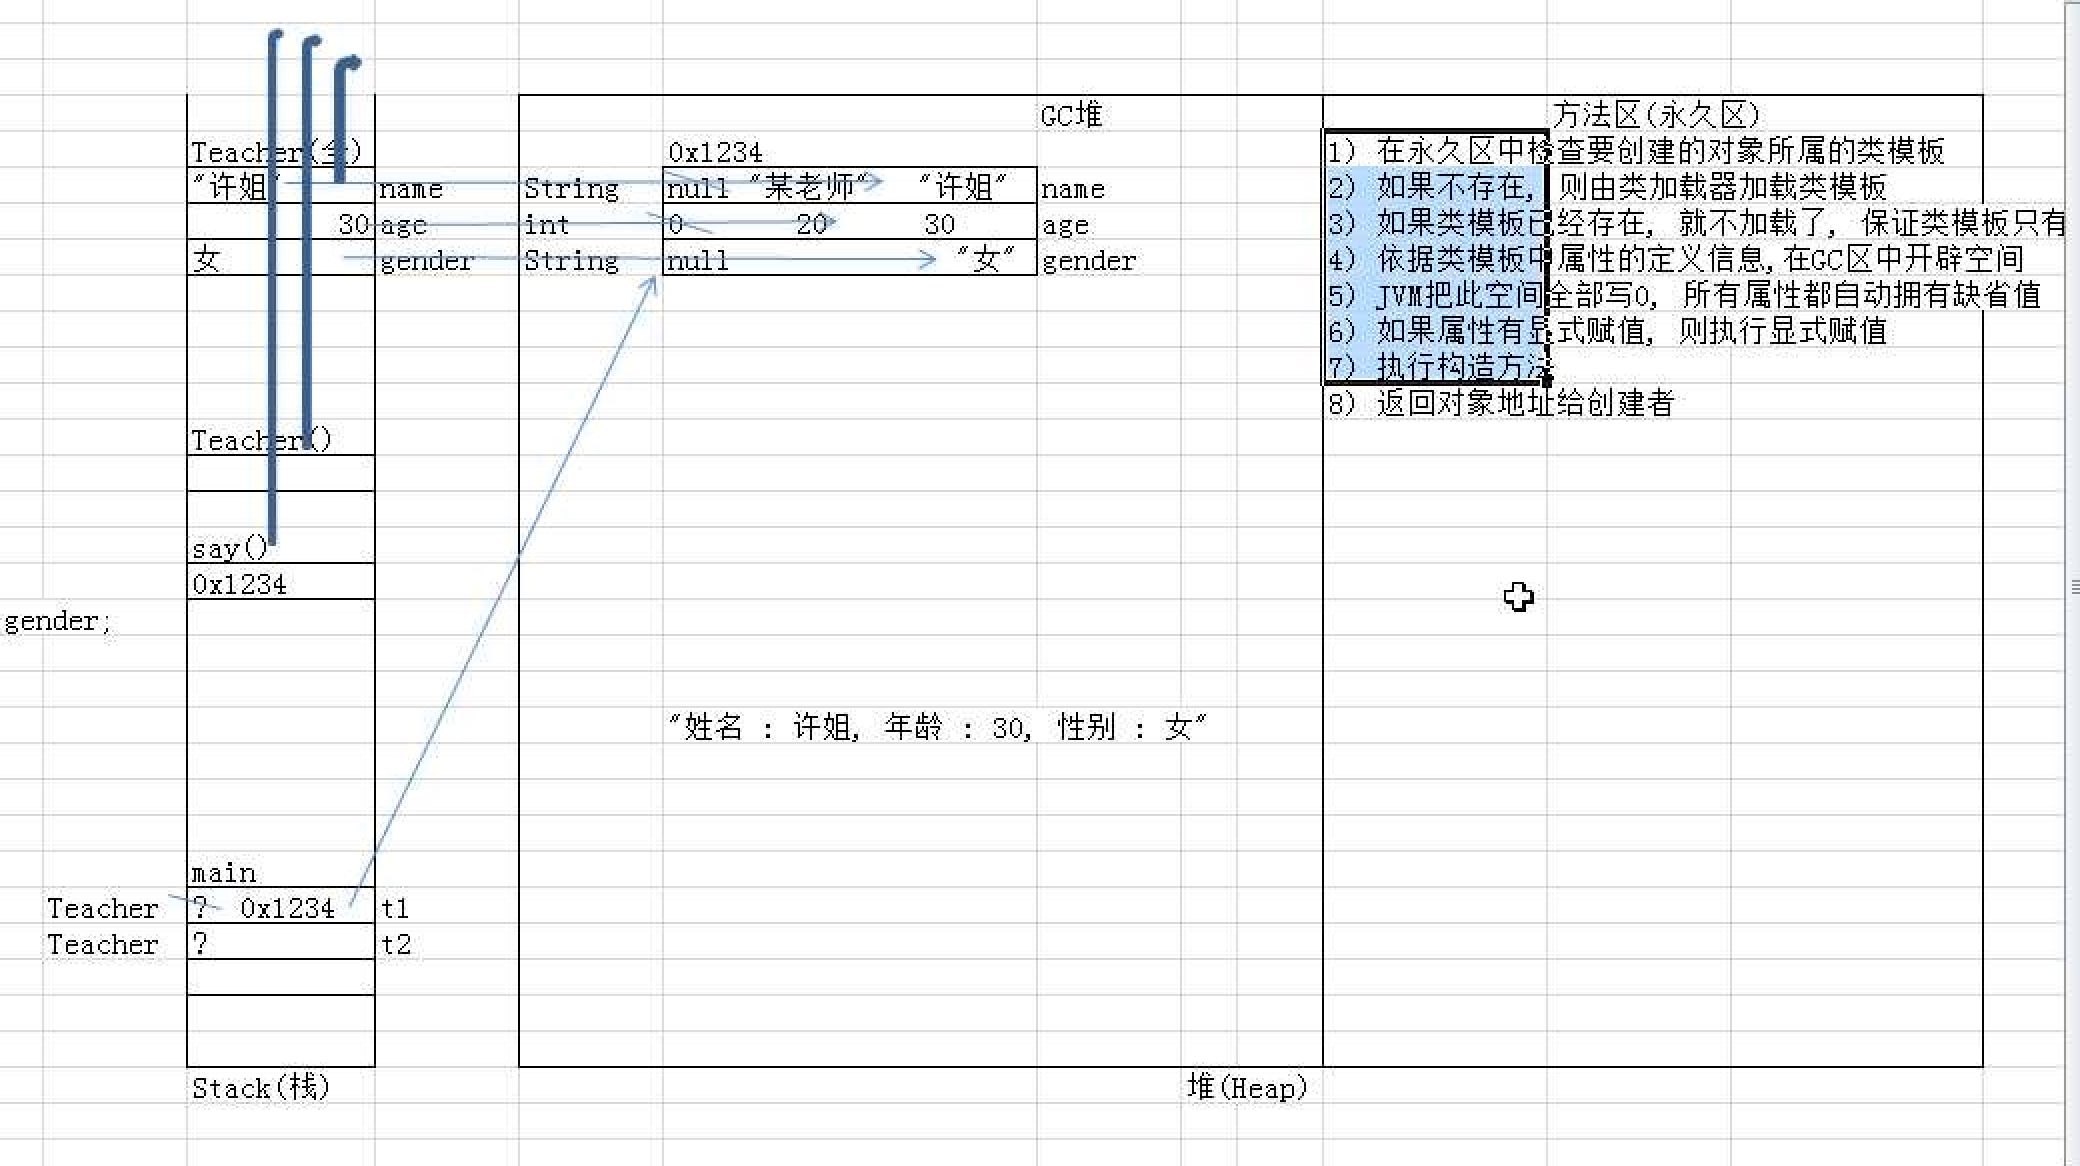 GC堆
方法区(永久区)
Teacher(全)
0x1234
1) 在永久区中检查要创建的对象所属的类模板
"许姐" name String null "某老师" "许姐" name
2) 如果不存在, 则由类加载器加载类模板
30 age int 0 20 30 age
3) 如果类模板已经存在, 就不加载了, 保证类模板只有
女 gender String null "女" gender
4) 依据类模板中属性的定义信息,在GC区中开辟空间
5) JVM把此空间全部写0, 所有属性都自动拥有缺省值
6) 如果属性有显式赋值, 则执行显式赋值
7) 执行构造方法
8) 返回对象地址给创建者
Teacher()
say()
0x1234
gender;
"姓名 : 许姐, 年龄 : 30, 性别 : 女"
main
Teacher ? 0x1234 t1
Teacher ? t2
Stack(栈)
堆(Heap)